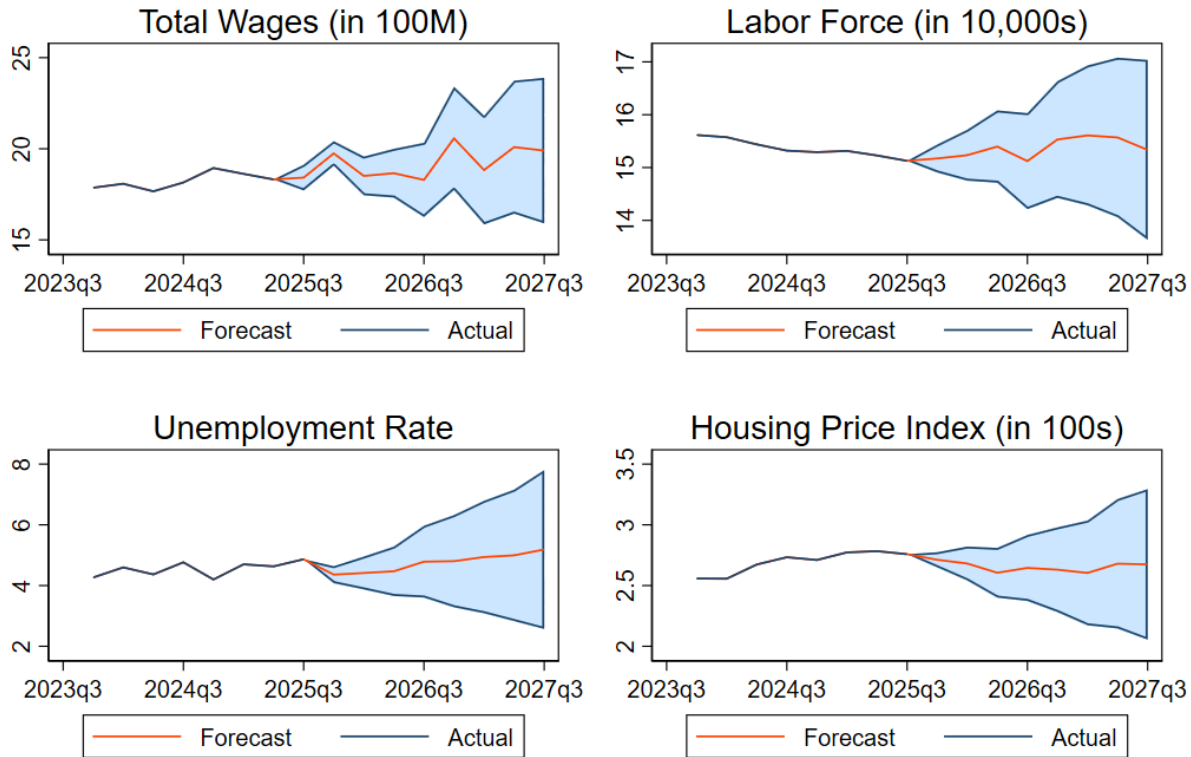 Total Wages (in 100M)
25
20
15
2023q3 2024q3 2025q3 2026q3 2027q3
Forecast Actual
Labor Force (in 10,000s)
17
16
15
14
2023q3 2024q3 2025q3 2026q3 2027q3
Forecast Actual
Unemployment Rate
8
6
4
2
2023q3 2024q3 2025q3 2026q3 2027q3
Forecast Actual
Housing Price Index (in 100s)
3.5
3
2.5
2
2023q3 2024q3 2025q3 2026q3 2027q3
Forecast Actual